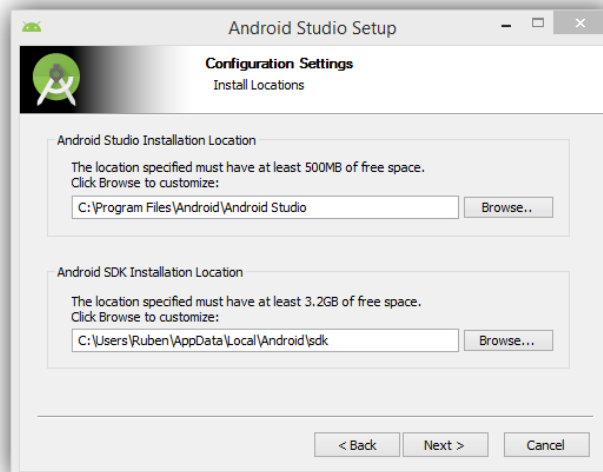 Android Studio Setup
Configuration Settings
Install Locations
Android Studio Installation Location
The location specified must have at least 500MB of free space.
Click Browse to customize:
C:\Program Files\Android\Android Studio
Browse..
Android SDK Installation Location
The location specified must have at least 3.2GB of free space.
Click Browse to customize:
C:\Users\Ruben\AppData\Local\Android\sdk
Browse...
< Back
Next >
Cancel